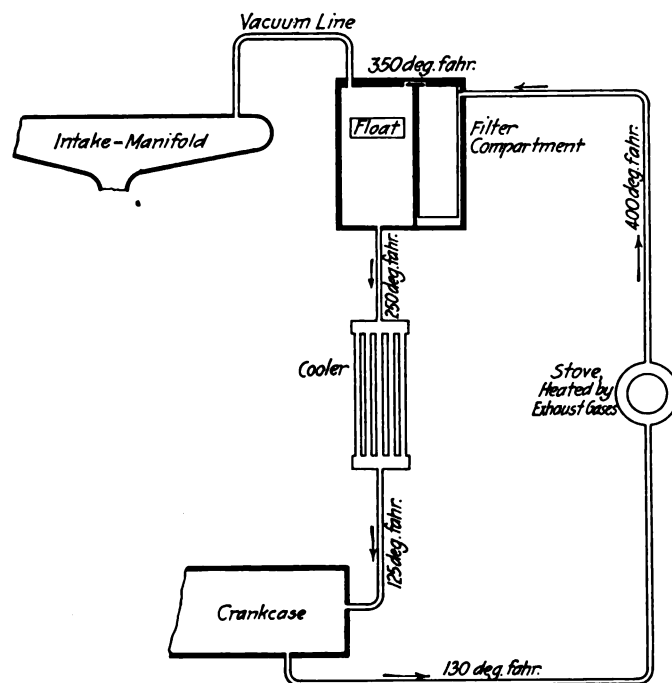 Vacuum Line
350 deg. fahr.
Intake-Manifold
Float
Filter
Compartment
400 deg. fahr.
250 deg. fahr.
Cooler
Stove,
Heated by
Exhaust Gases
125 deg. fahr.
Crankcase
130 deg. fahr.